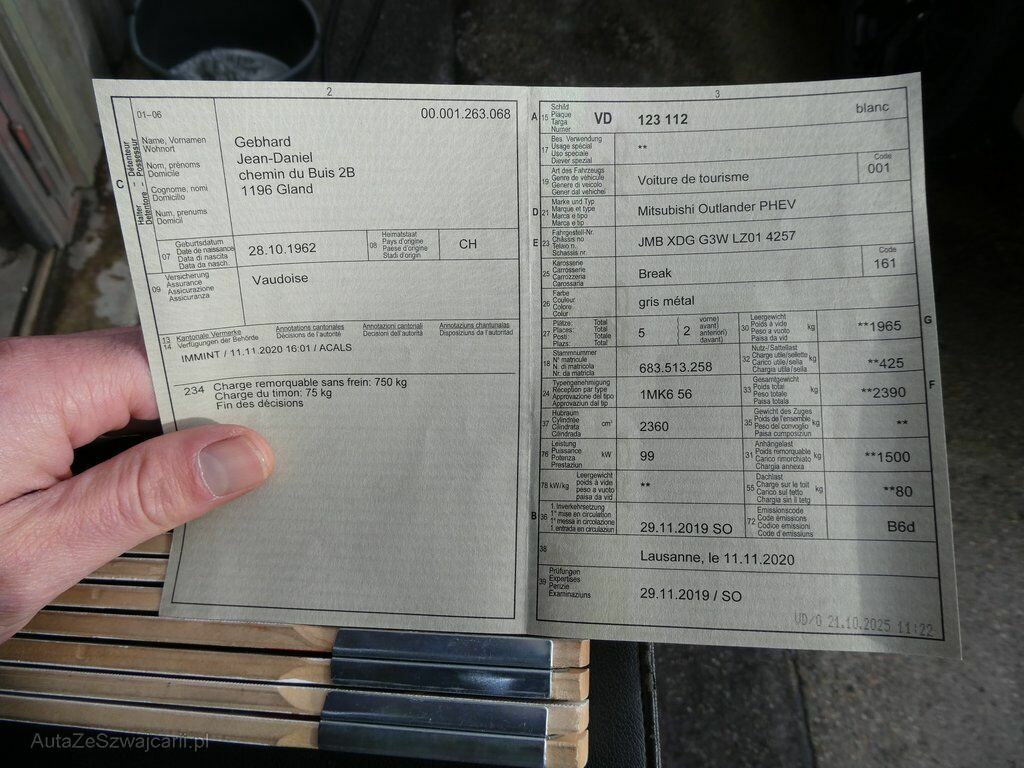 2
01–06
00.001.263.068
C
Halter - Détenteur
Detentore - Possessur
Name, Vornamen
Wohnort
Nom, prénoms
Domicile
Cognome, nomi
Domicilio
Num, prenums
Domicil
Gebhard
Jean-Daniel
chemin du Buis 2B
1196 Gland
07
Geburtsdatum
Date de naissance
Data di nascita
Data da nasch.
28.10.1962
08
Heimatstaat
Pays d'origine
Paese d'origine
Stadi d'origin
CH
09
Versicherung
Assurance
Assicurazione
Assicuranza
Vaudoise
13
14
Kantonale Vermerke
Verfügungen der Behörde
Annotations cantonales
Décisions de l'autorité
Annotazioni cantonali
Decisioni dell'autorità
Annotaziuns chantunalas
Disposiziuns da l'autoritad
IMMINT / 11.11.2020 16:01 / ACALS
234 Charge remorquable sans frein: 750 kg
Charge du timon: 75 kg
Fin des décisions
3
A
15
Schild
Plaque
Targa
Numer
VD 123 112
blanc
17
Bes. Verwendung
Usage spécial
Uso speciale
Diever spezial
**
19
Art des Fahrzeugs
Genre de véhicule
Genere di veicolo
Gener dal vehichel
Voiture de tourisme
Code
001
D
21
Marke und Typ
Marque et type
Marca e tipo
Marca e tip
Mitsubishi Outlander PHEV
E
23
Fahrgestell-Nr.
Châssis no
Telaio n.
Schassis nr.
JMB XDG G3W LZ01 4257
25
Karosserie
Carrosserie
Carrozzeria
Carossaria
Break
Code
161
26
Farbe
Couleur
Colore
Color
gris métal
27
Plätze: Total
Places: Total
Posti: Totale
Plazs: Total
5 ( 2
vorne)
avant)
anteriori)
davant)
30
Leergewicht
Poids à vide
Peso a vuoto
Paisa da vid
kg
**1965
G
18
Stammnummer
N° matricule
N. di matricola
Nr. da matricla
683.513.258
32
Nutz-/Sattellast
Charge utile/sellette
Carico utile/sella
Chargia utila/sella
kg
**425
24
Typengenehmigung
Réception par type
Approvazione del tipo
Approvaziun dal tip
1MK6 56
33
Gesamtgewicht
Poids total
Peso totale
Paisa totala
kg
**2390
F
37
Hubraum
Cylindrée
Cilindrata
Cilindrada
cm³
2360
35
Gewicht des Zuges
Poids de l'ensemble
Peso del convoglio
Paisa cumposiziun
kg
**
76
Leistung
Puissance
Potenza
Prestaziun
kW
99
31
Anhängelast
Poids remorquable
Carico rimorchiato
Chargia annexa
kg
**1500
78 kW/kg
Leergewicht
poids à vide
peso a vuoto
paisa da vid
**
55
Dachlast
Charge sur le toit
Carico sul tetto
Chargia sin il tetg
kg
**80
B
36
1. Inverkehrsetzung
1re mise en circulation
1a messa in circolazione
1. entrada en circulaziun
29.11.2019 SO
72
Emissionscode
Code émissions
Codice emissioni
Code d'emissiuns
B6d
38
Lausanne, le 11.11.2020
39
Prüfungen
Expertises
Perizie
Examinaziuns
29.11.2019 / SO
VD/G 21.10.2025 11:22
AutaZeSzwajcarii.pl